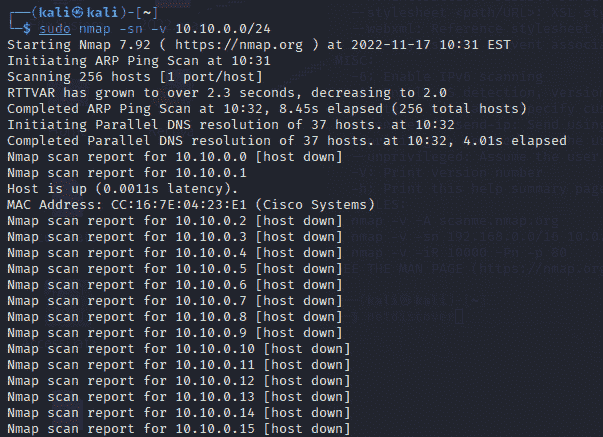 ┌──(kali㉿kali)-[~]
└─$ sudo nmap -sn -v 10.10.0.0/24
Starting Nmap 7.92 ( https://nmap.org ) at 2022-11-17 10:31 EST
Initiating ARP Ping Scan at 10:31
Scanning 256 hosts [1 port/host]
RTTVAR has grown to over 2.3 seconds, decreasing to 2.0
Completed ARP Ping Scan at 10:32, 8.45s elapsed (256 total hosts)
Initiating Parallel DNS resolution of 37 hosts. at 10:32
Completed Parallel DNS resolution of 37 hosts. at 10:32, 4.01s elapsed
Nmap scan report for 10.10.0.0 [host down]
Nmap scan report for 10.10.0.1
Host is up (0.0011s latency).
MAC Address: CC:16:7E:04:23:E1 (Cisco Systems)
Nmap scan report for 10.10.0.2 [host down]
Nmap scan report for 10.10.0.3 [host down]
Nmap scan report for 10.10.0.4 [host down]
Nmap scan report for 10.10.0.5 [host down]
Nmap scan report for 10.10.0.6 [host down]
Nmap scan report for 10.10.0.7 [host down]
Nmap scan report for 10.10.0.8 [host down]
Nmap scan report for 10.10.0.9 [host down]
Nmap scan report for 10.10.0.10 [host down]
Nmap scan report for 10.10.0.11 [host down]
Nmap scan report for 10.10.0.12 [host down]
Nmap scan report for 10.10.0.13 [host down]
Nmap scan report for 10.10.0.14 [host down]
Nmap scan report for 10.10.0.15 [host down]